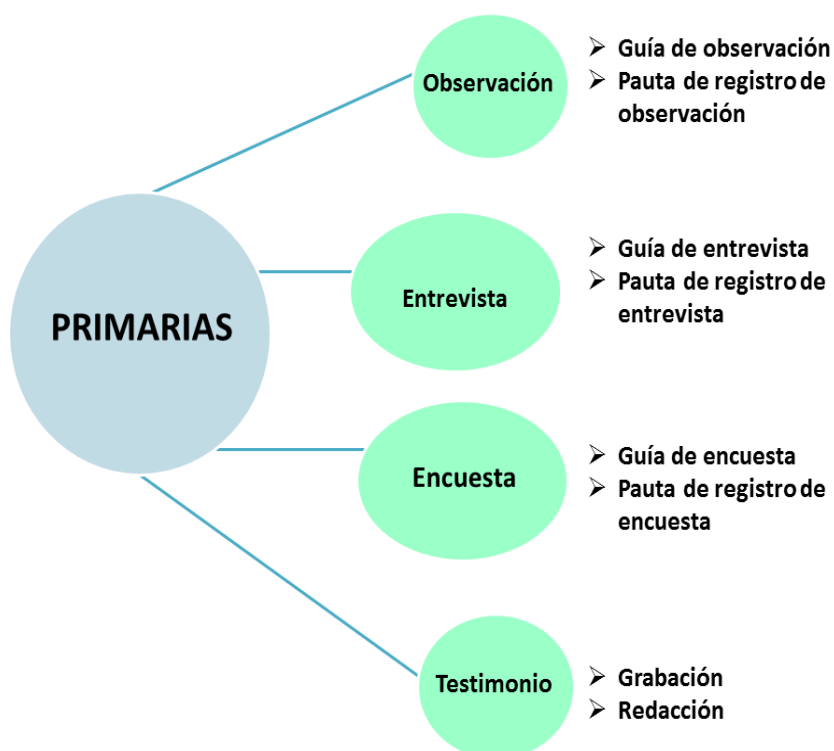 PRIMARIAS
Observación
➢ Guía de observación
➢ Pauta de registro de
observación
Entrevista
➢ Guía de entrevista
➢ Pauta de registro de
entrevista
Encuesta
➢ Guía de encuesta
➢ Pauta de registro de
encuesta
Testimonio
➢ Grabación
➢ Redacción